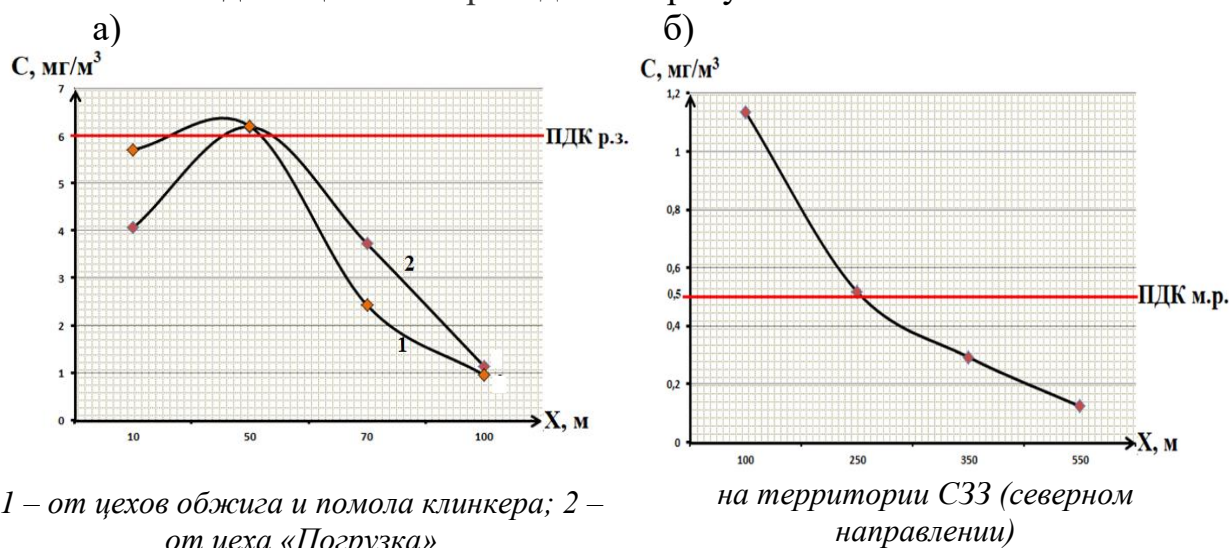 а)
С, мг/м³
7
6
5
4
3
2
1
0
10
50
70
100
Х, м
ПДК р.з.
2
1
1 – от цехов обжига и помола клинкера; 2 –
от цеха «Погрузка»
б)
С, мг/м³
1,2
1
0,8
0,6
0,5
0,4
0,2
0
100
250
350
550
Х, м
ПДК м.р.
на территории СЗЗ (северном
направлении)